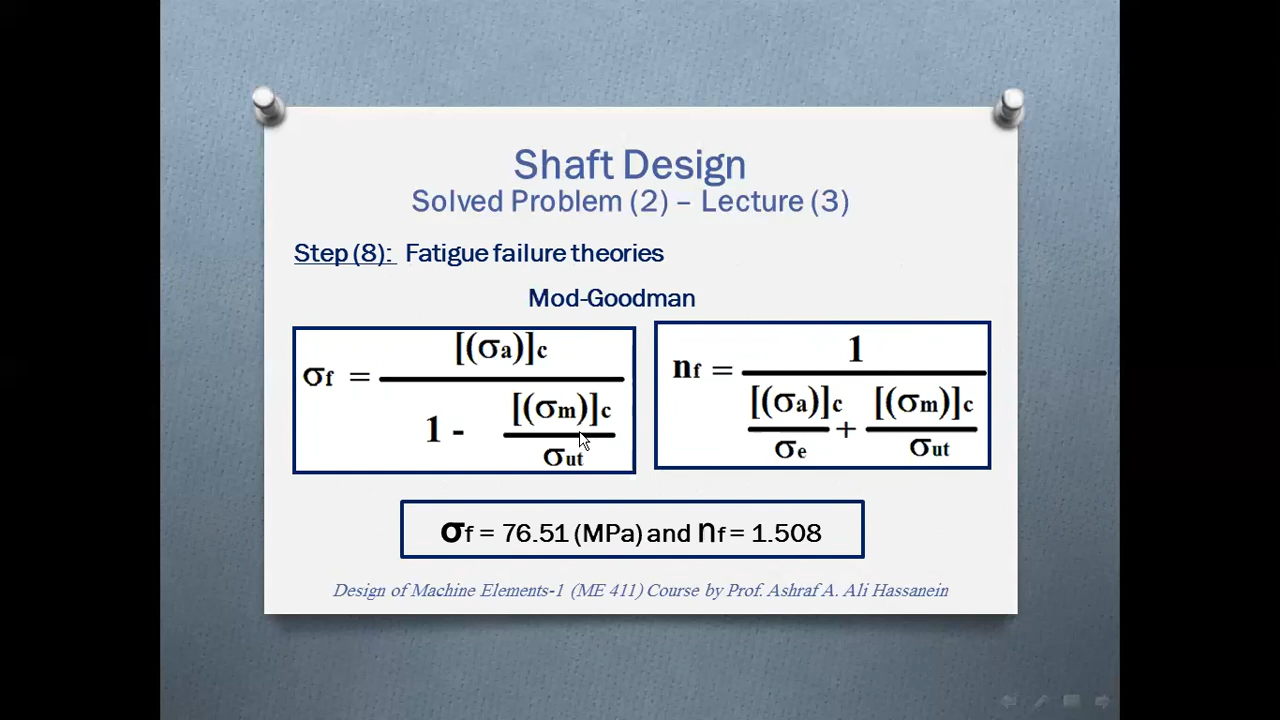 Shaft Design
Solved Problem (2) – Lecture (3)
Step (8): Fatigue failure theories
Mod-Goodman
σf = [(σa)]c / 1 - [(σm)]c / σut
nf = 1 / [(σa)]c / σe + [(σm)]c / σut
σf = 76.51 (MPa) and nf = 1.508
Design of Machine Elements-1 (ME 411) Course by Prof. Ashraf A. Ali Hassanein